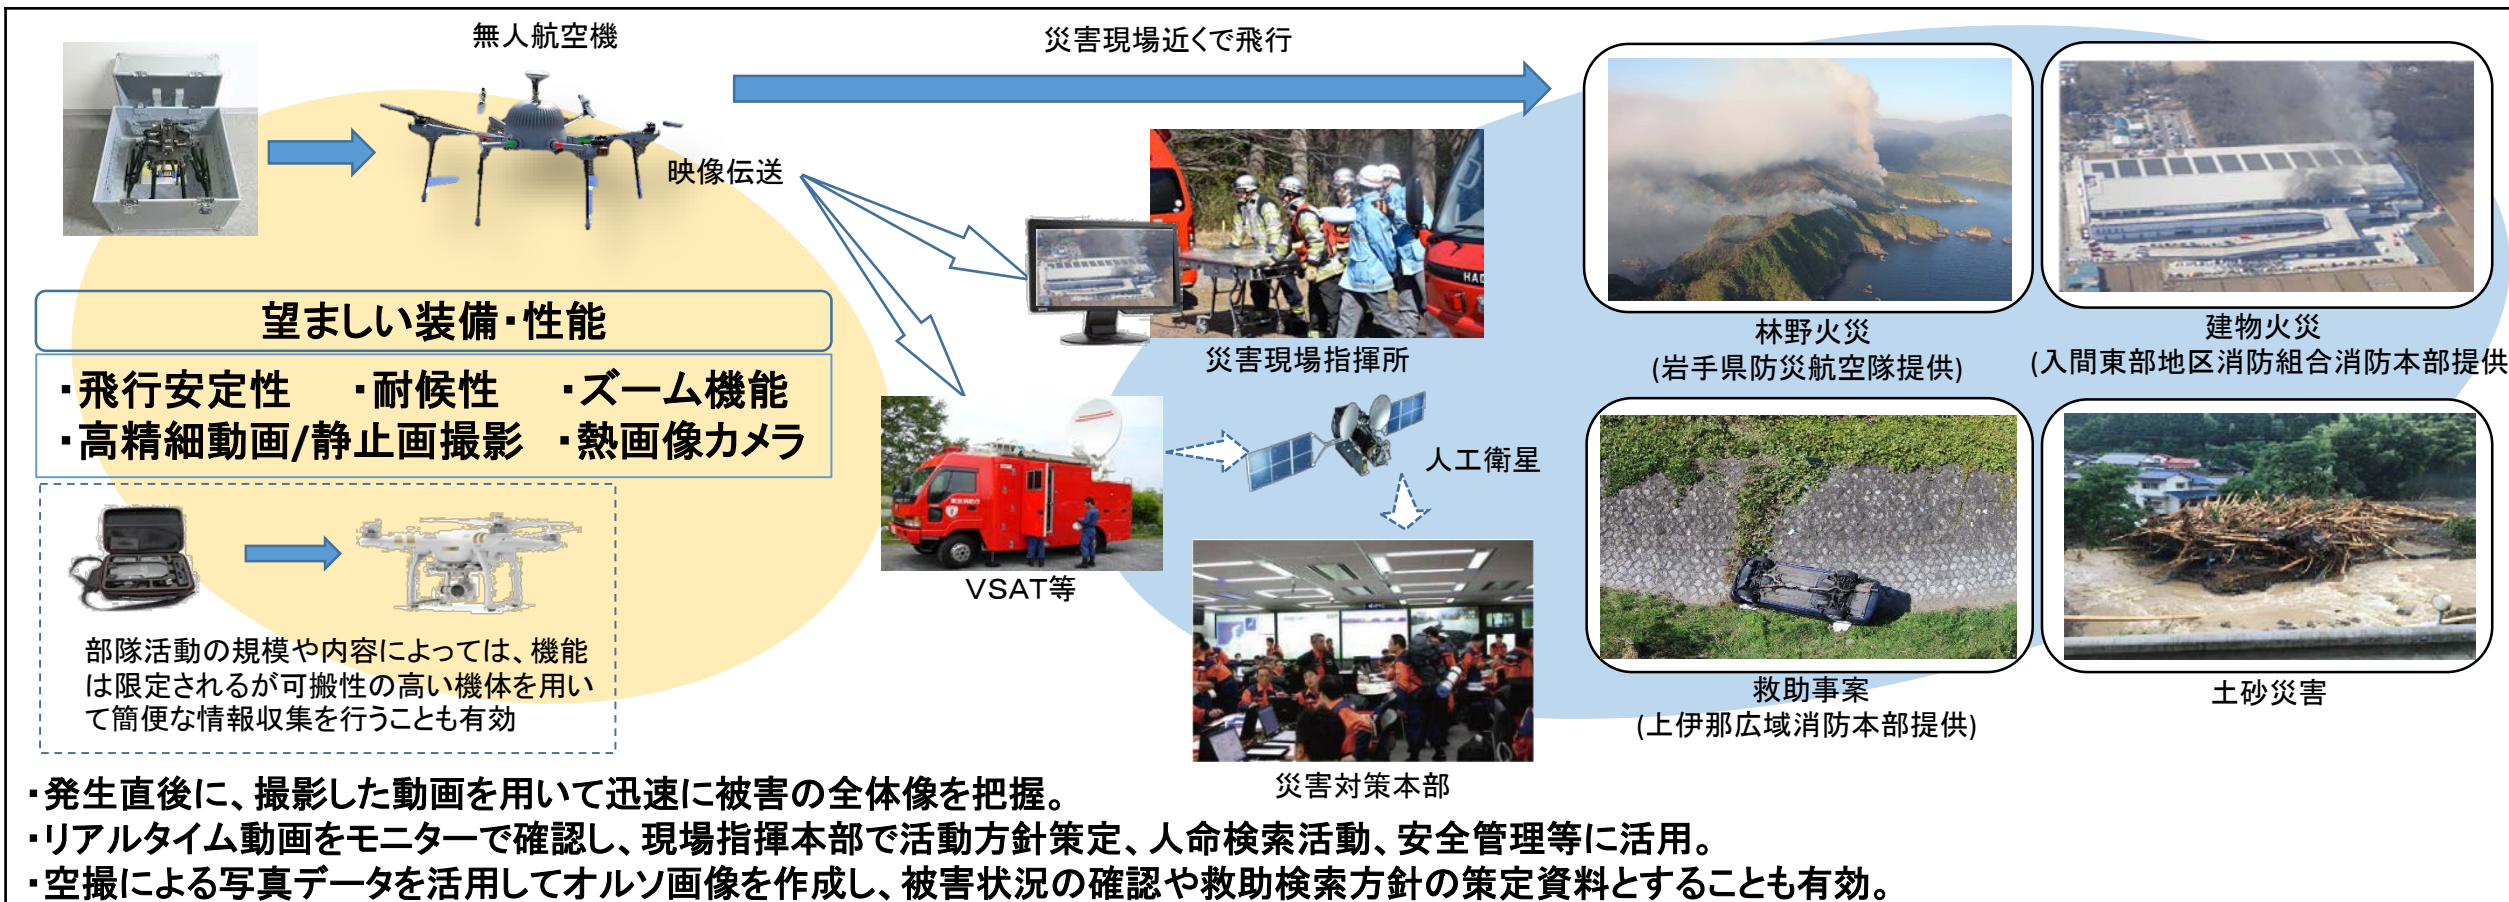 無人航空機
災害現場近くで飛行
映像伝送
望ましい装備・性能
・飛行安定性　・耐候性　・ズーム機能
・高精細動画/静止画撮影　・熱画像カメラ
部隊活動の規模や内容によっては、機能
は限定されるが可搬性の高い機体を用い
て簡便な情報収集を行うことも有効
災害現場指揮所
VSAT等
人工衛星
災害対策本部
林野火災
(岩手県防災航空隊提供)
建物火災
(入間東部地区消防組合消防本部提供
救助事案
(上伊那広域消防本部提供)
土砂災害
・発生直後に、撮影した動画を用いて迅速に被害の全体像を把握。
・リアルタイム動画をモニターで確認し、現場指揮本部で活動方針策定、人命検索活動、安全管理等に活用。
・空撮による写真データを活用してオルソ画像を作成し、被害状況の確認や救助検索方針の策定資料とすることも有効。